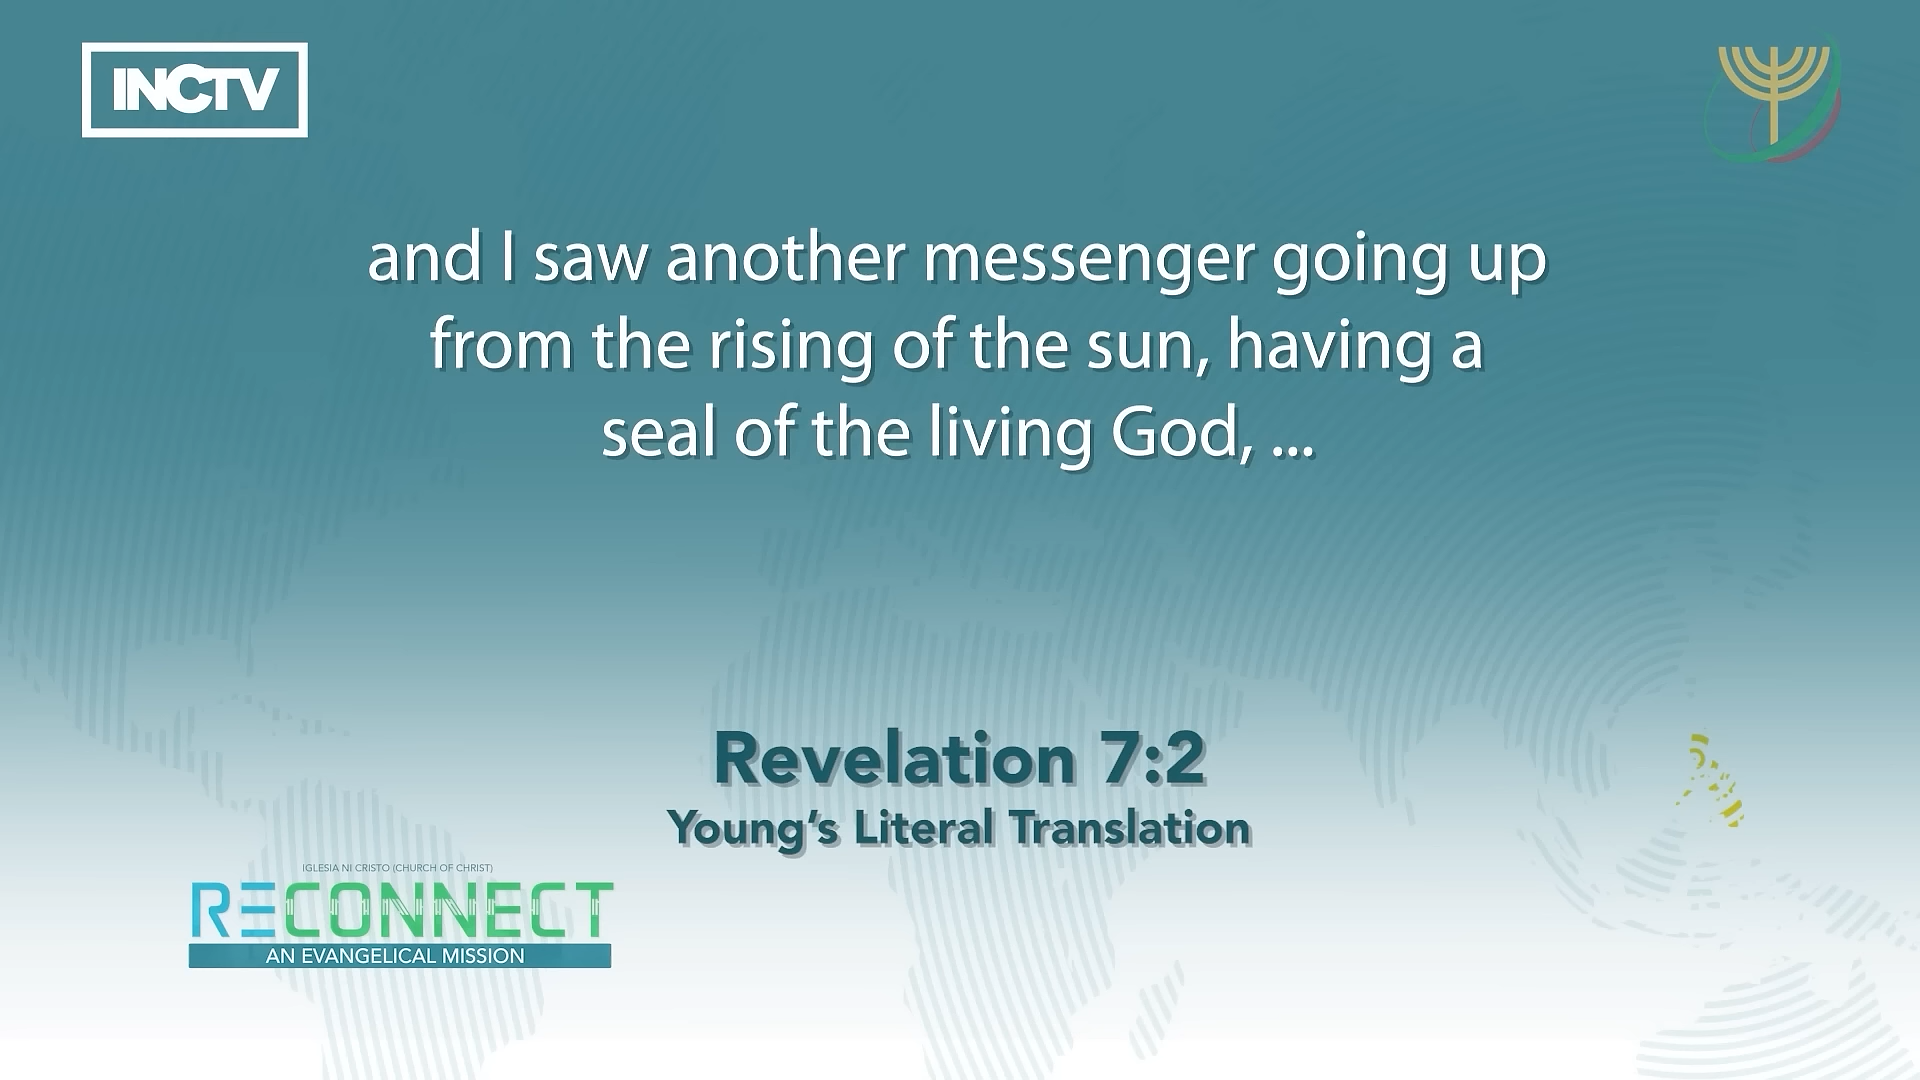 INCTV
and I saw another messenger going up
from the rising of the sun, having a
seal of the living God, ...
Revelation 7:2
Young's Literal Translation
IGLESIA NI CRISTO (CHURCH OF CHRIST)
RECONNECT
AN EVANGELICAL MISSION